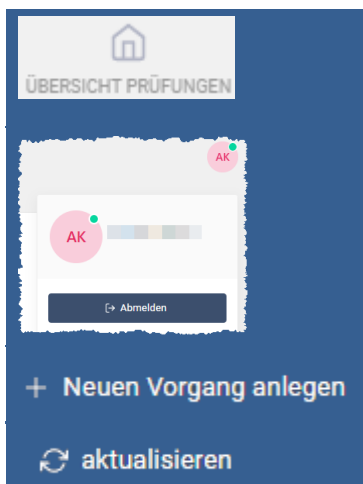 ÜBERSICHT PRÜFUNGEN
AK
AK
Abmelden
Neuen Vorgang anlegen
aktualisieren